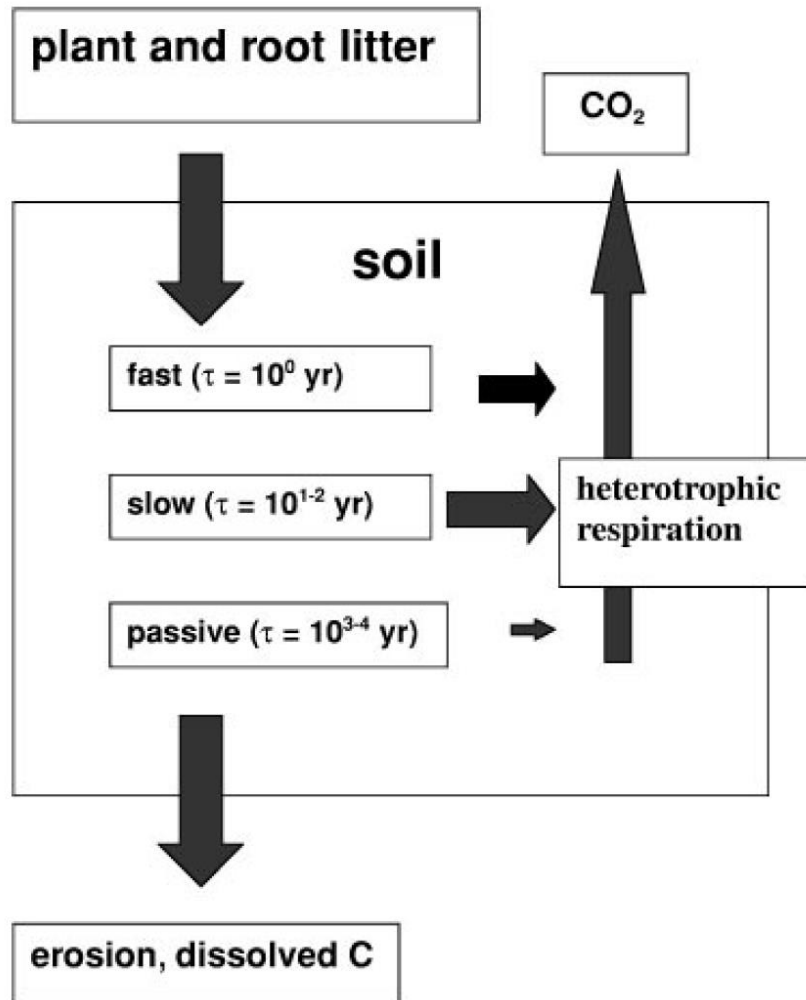 plant and root litter
CO₂
soil
fast (τ = 10⁰ yr)
slow (τ = 10¹⁻² yr)
heterotrophic
respiration
passive (τ = 10³⁻⁴ yr)
erosion, dissolved C